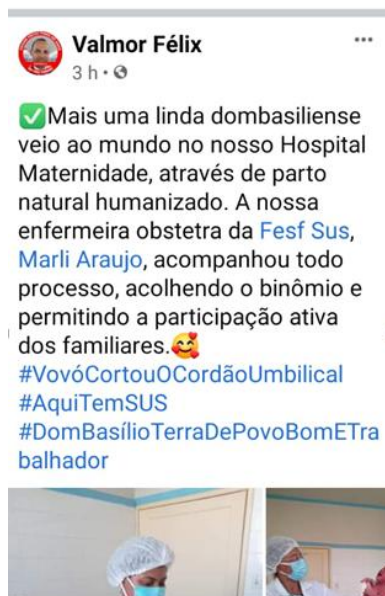 Valmor Félix
3 h
✅Mais uma linda dombasiliense
veio ao mundo no nosso Hospital
Maternidade, através de parto
natural humanizado. A nossa
enfermeira obstetra da Fesf Sus,
Marli Araujo, acompanhou todo
processo, acolhendo o binômio e
permitindo a participação ativa
dos familiares.🥰
#VovóCortouOCordãoUmbilical
#AquiTemSUS
#DomBasílioTerraDePovoBomETra
balhador